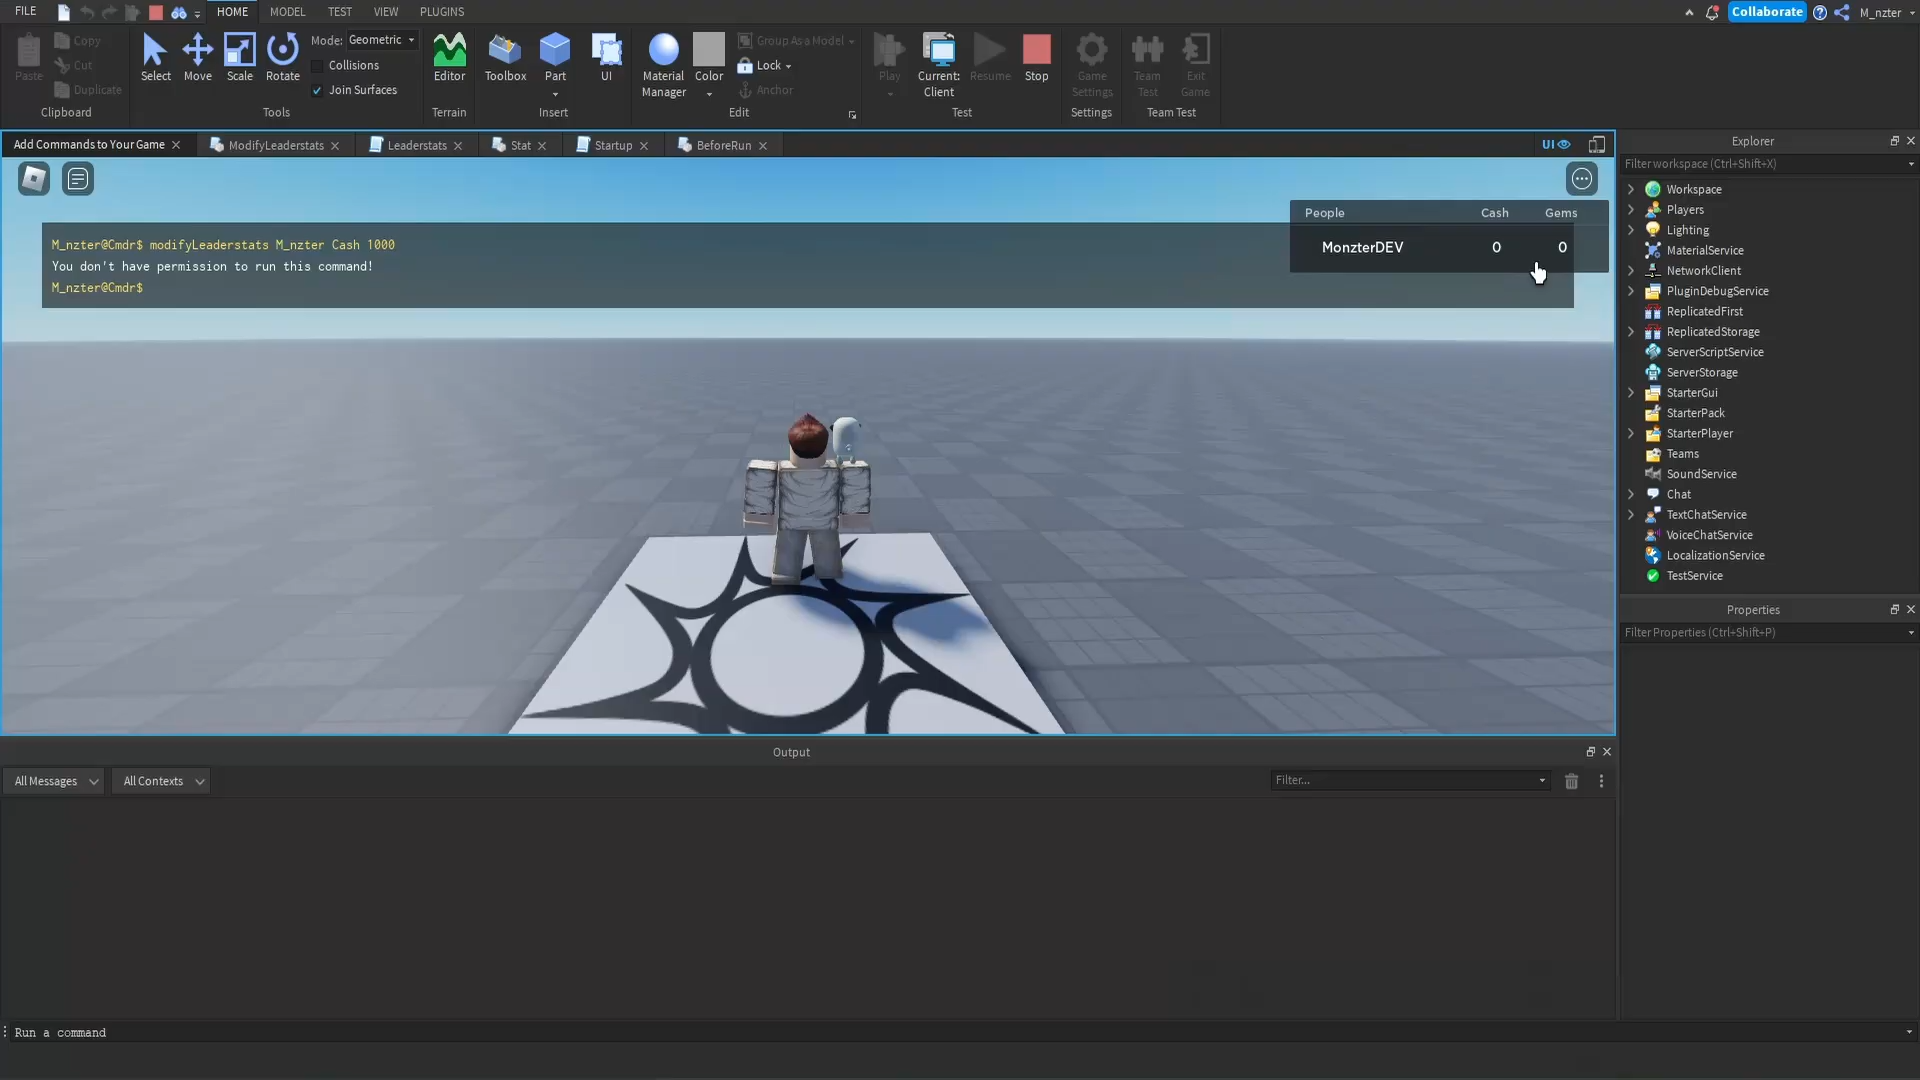 FILE
HOME
MODEL
TEST
VIEW
PLUGINS
Collaborate
M_nzter
Paste
Copy
Cut
Duplicate
Clipboard
Select
Move
Scale
Rotate
Mode: Geometric
Collisions
Join Surfaces
Tools
Editor
Terrain
Toolbox
Part
UI
Insert
Material
Manager
Color
Group As a Model
Lock
Anchor
Edit
Play
Current:
Client
Resume
Stop
Test
Game
Settings
Settings
Team
Test
Exit
Game
Team Test
Add Commands to Your Game
ModifyLeaderstats
Leaderstats
Stat
Startup
BeforeRun
UI
M_nzter@Cmdr$ modifyLeaderstats M_nzter Cash 1000
You don't have permission to run this command!
M_nzter@Cmdr$
People Cash Gems
MonzterDEV 0 0
Explorer
Filter workspace (Ctrl+Shift+X)
Workspace
Players
Lighting
MaterialService
NetworkClient
PluginDebugService
ReplicatedFirst
ReplicatedStorage
ServerScriptService
ServerStorage
StarterGui
StarterPack
StarterPlayer
Teams
SoundService
Chat
TextChatService
VoiceChatService
LocalizationService
TestService
Properties
Filter Properties (Ctrl+Shift+P)
Output
All Messages
All Contexts
Filter...
Run a command